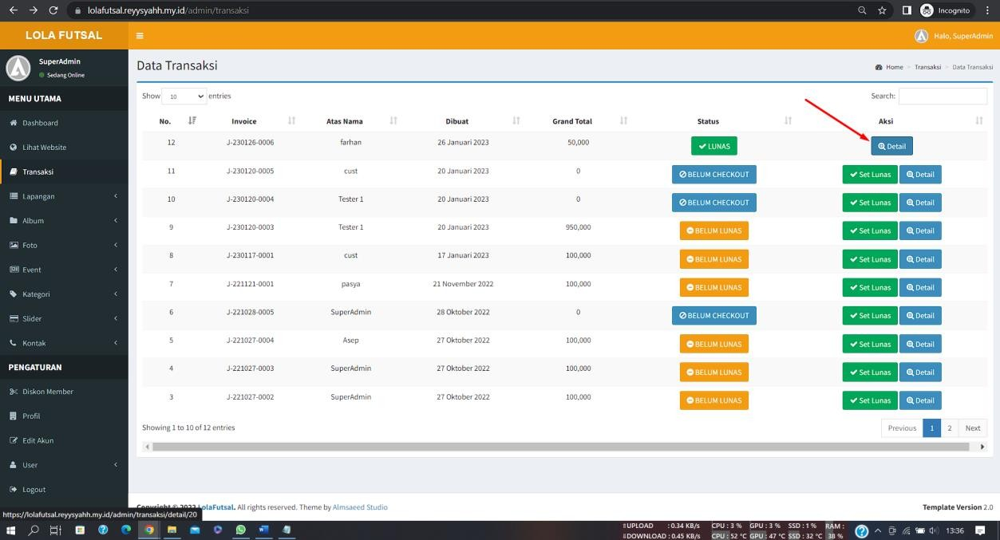 lolafutsal.reyysyahh.my.id/admin/transaksi
Incognito
LOLA FUTSAL
Halo, SuperAdmin
SuperAdmin
Sedang Online
MENU UTAMA
Dashboard
Lihat Website
Transaksi
Lapangan
Album
Foto
Event
Kategori
Slider
Kontak
PENGATURAN
Diskon Member
Profil
Edit Akun
User
Logout
Data Transaksi
Home > Transaksi > Data Transaksi
Show 10 entries
Search:
No. Invoice Atas Nama Dibuat Grand Total Status Aksi
12 J-230126-0006 farhan 26 Januari 2023 50,000 LUNAS Detail
11 J-230120-0005 cust 20 Januari 2023 0 BELUM CHECKOUT Set Lunas Detail
10 J-230120-0004 Tester 1 20 Januari 2023 0 BELUM CHECKOUT Set Lunas Detail
9 J-230120-0003 Tester 1 20 Januari 2023 950,000 BELUM LUNAS Set Lunas Detail
8 J-230117-0001 cust 17 Januari 2023 100,000 BELUM LUNAS Set Lunas Detail
7 J-221121-0001 pasya 21 November 2022 100,000 BELUM LUNAS Set Lunas Detail
6 J-221028-0005 SuperAdmin 28 Oktober 2022 0 BELUM CHECKOUT Set Lunas Detail
5 J-221027-0004 Asep 27 Oktober 2022 100,000 BELUM LUNAS Set Lunas Detail
4 J-221027-0003 SuperAdmin 27 Oktober 2022 100,000 BELUM LUNAS Set Lunas Detail
3 J-221027-0002 SuperAdmin 27 Oktober 2022 100,000 BELUM LUNAS Set Lunas Detail
Showing 1 to 10 of 12 entries
Previous 1 2 Next
Copyright © 2022 LolaFutsal. All rights reserved. Theme by Almsaeed Studio
Template Version 2.0
https://lolafutsal.reyysyahh.my.id/admin/transaksi/detail/20
UPLOAD : 0.34 KB/s CPU : 3 % GPU : 3 % SSD : 1 % RAM :
DOWNLOAD : 0.45 KB/s CPU : 52 °C GPU : 47 °C SSD : 32 °C 38 %
13:36